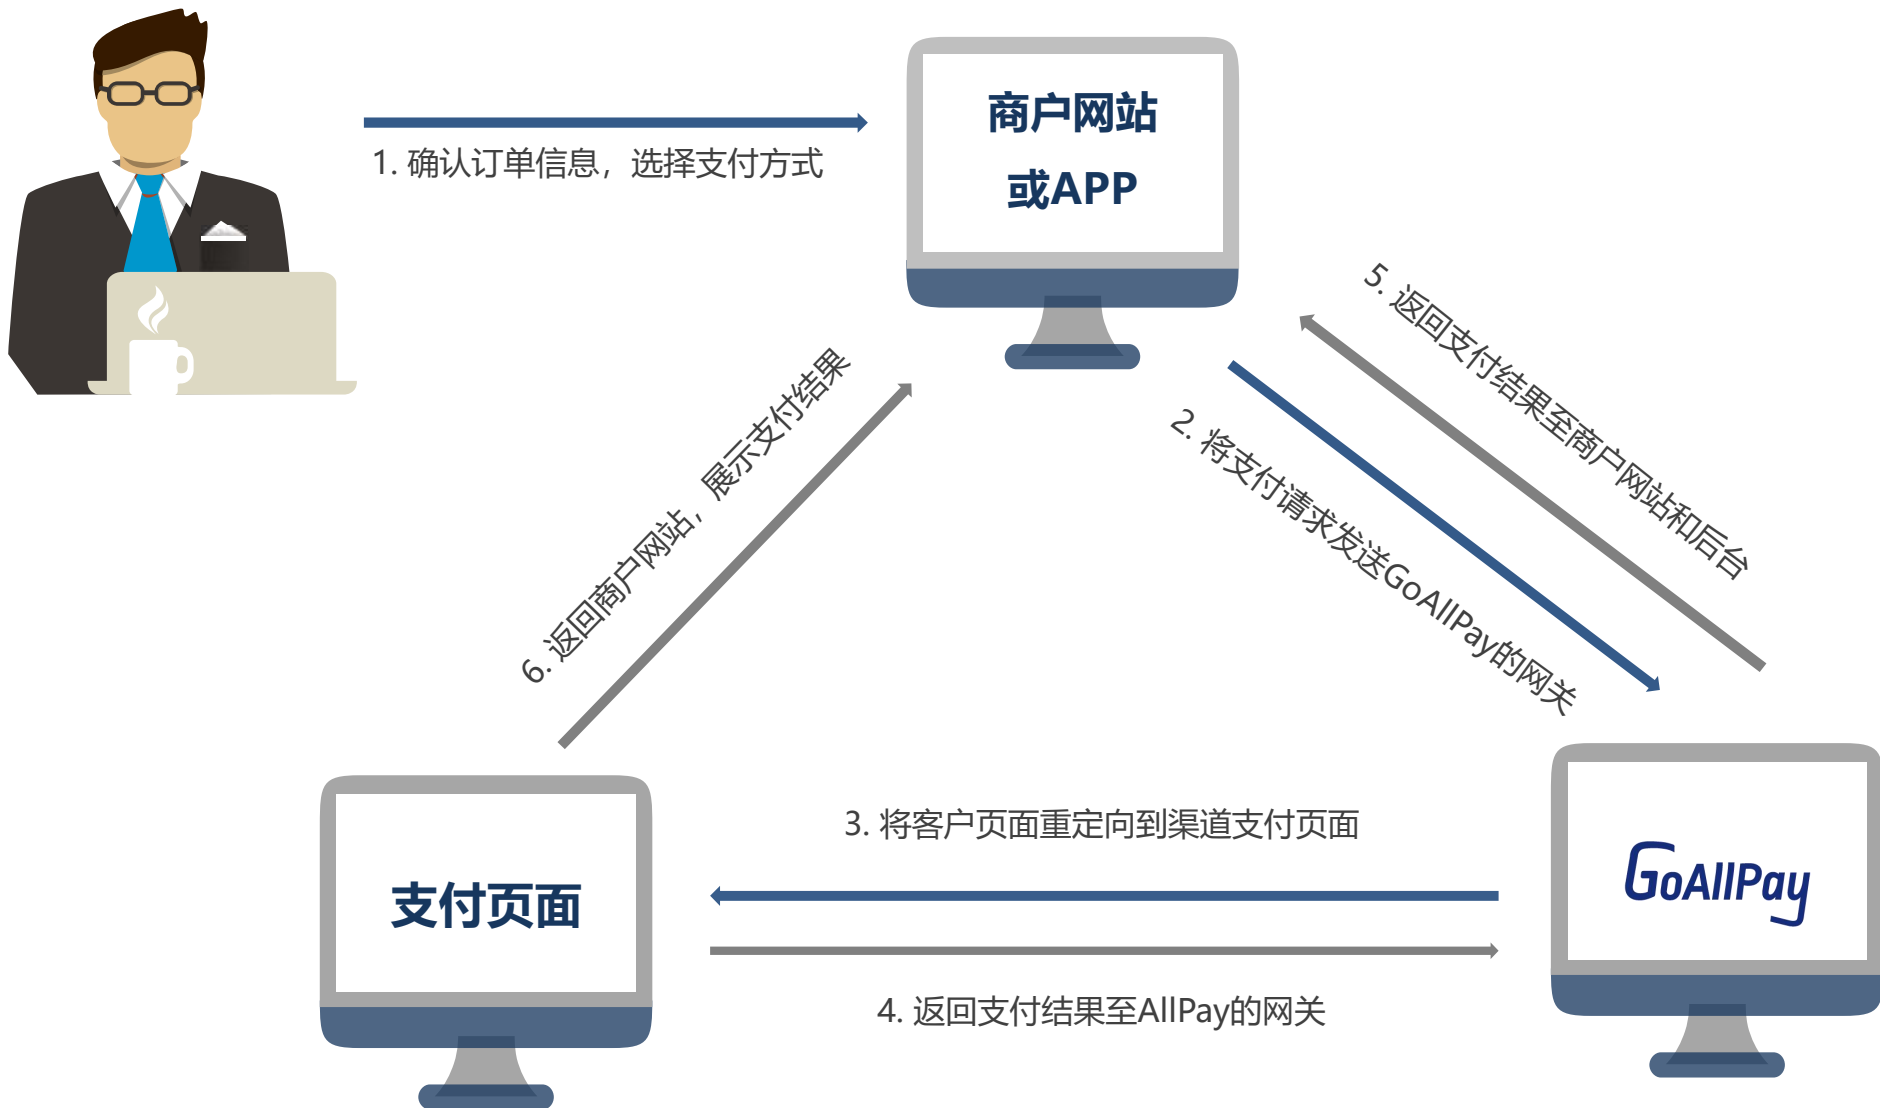 商户网站
或APP
1. 确认订单信息，选择支付方式
5. 返回支付结果至商户网站和后台
2. 将支付请求发送GoAllPay的网关
6. 返回商户网站，展示支付结果
3. 将客户页面重定向到渠道支付页面
支付页面
GoAllPay
4. 返回支付结果至AllPay的网关